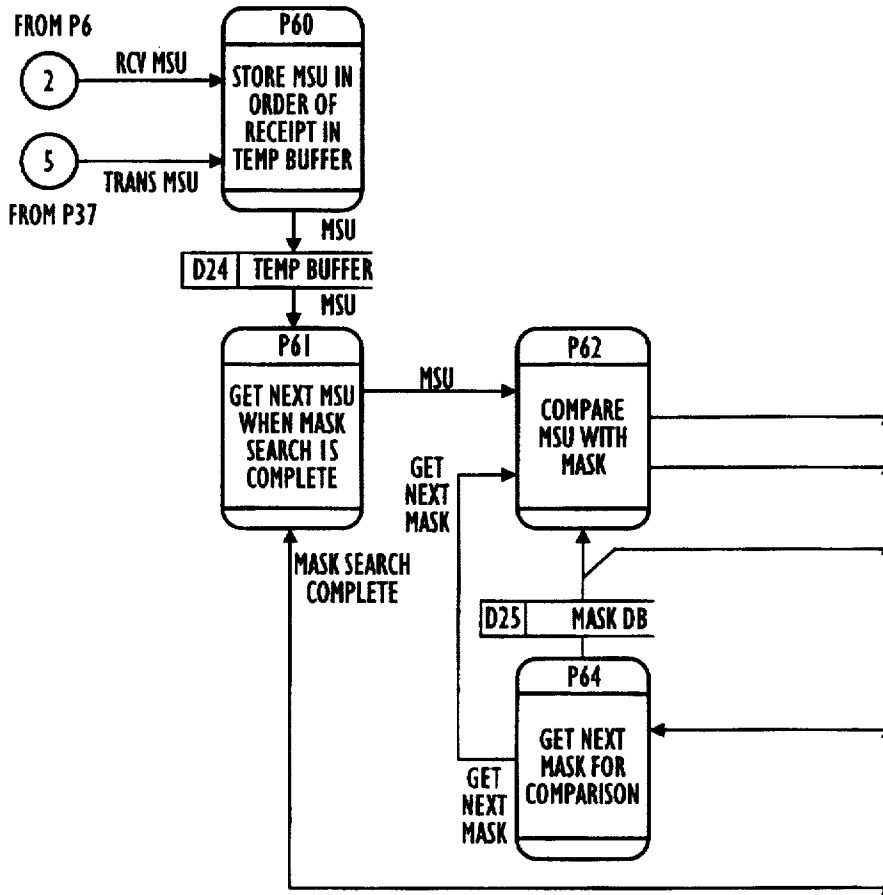 FROM P6
2
RCV MSU
5
TRANS MSU
FROM P37
P60
STORE MSU IN
ORDER OF
RECEIPT IN
TEMP BUFFER
MSU
D24 TEMP BUFFER
MSU
P61
GET NEXT MSU
WHEN MASK
SEARCH IS
COMPLETE
MSU
P62
COMPARE
MSU WITH
MASK
GET
NEXT
MASK
MASK SEARCH
COMPLETE
D25 MASK DB
P64
GET NEXT
MASK FOR
COMPARISON
GET
NEXT
MASK